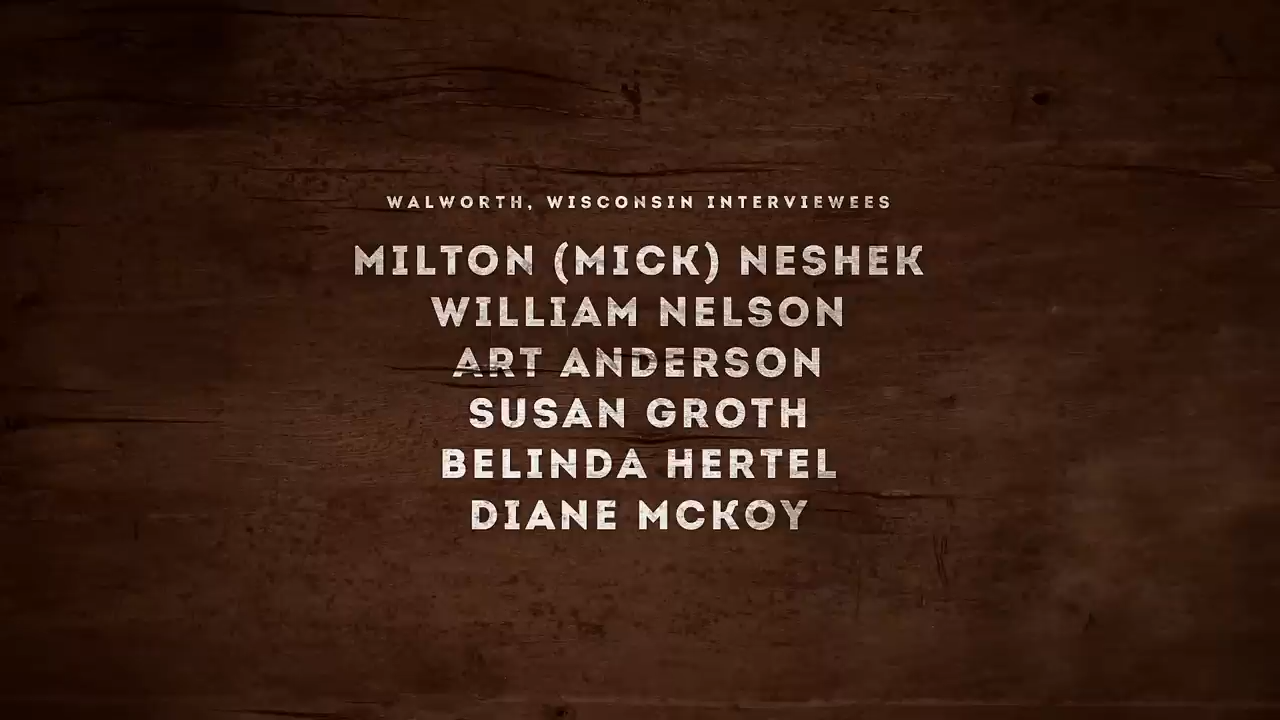 WALWORTH, WISCONSIN INTERVIEWEES
MILTON (MICK) NESHEK
WILLIAM NELSON
ART ANDERSON
SUSAN GROTH
BELINDA HERTEL
DIANE MCKOY